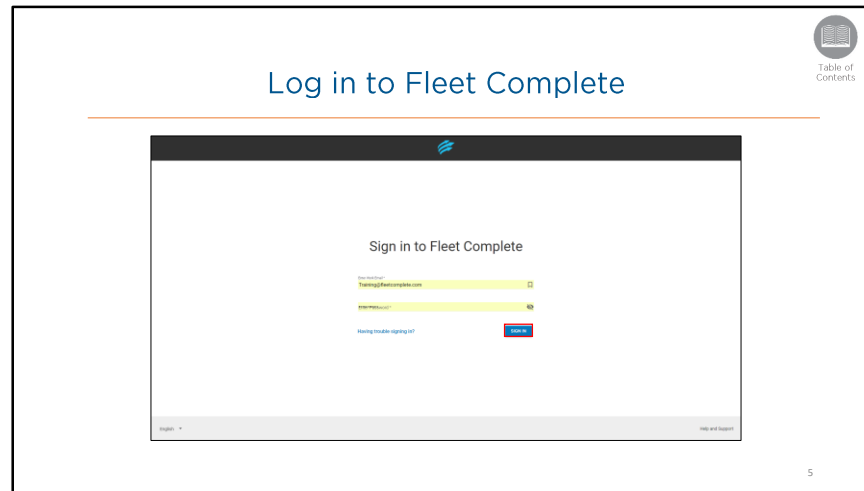 Table of
Contents
Log in to Fleet Complete
Sign in to Fleet Complete
Training@fleetcomplete.com
Having trouble signing in?
SIGN IN
English
Help and Support
5